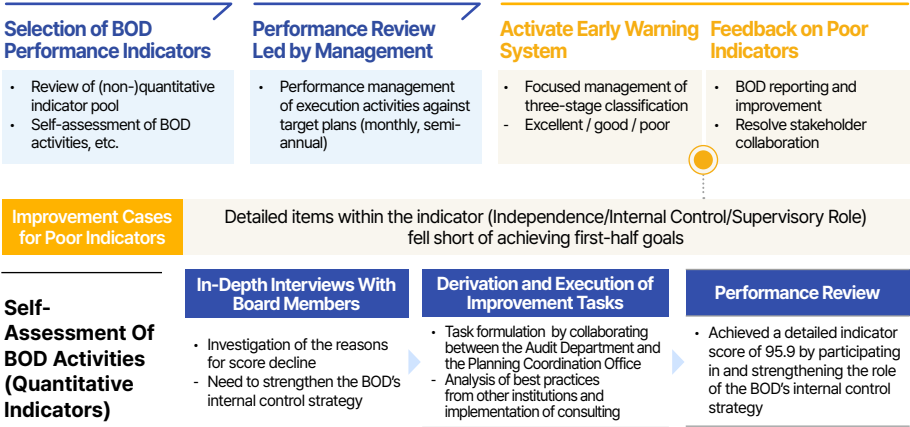 Selection of BOD
Performance Indicators
• Review of (non-)quantitative
indicator pool
• Self-assessment of BOD
activities, etc.
Performance Review
Led by Management
• Performance management
of execution activities against
target plans (monthly, semi-
annual)
Activate Early Warning
System
• Focused management of
three-stage classification
- Excellent / good / poor
Feedback on Poor
Indicators
• BOD reporting and
improvement
• Resolve stakeholder
collaboration
Improvement Cases
for Poor Indicators
Detailed items within the indicator (Independence/Internal Control/Supervisory Role)
fell short of achieving first-half goals
Self-
Assessment Of
BOD Activities
(Quantitative
Indicators)
In-Depth Interviews With
Board Members
• Investigation of the reasons
for score decline
- Need to strengthen the BOD's
internal control strategy
Derivation and Execution of
Improvement Tasks
• Task formulation by collaborating
between the Audit Department and
the Planning Coordination Office
- Analysis of best practices
from other institutions and
implementation of consulting
Performance Review
• Achieved a detailed indicator
score of 95.9 by participating
in and strengthening the role
of the BOD's internal control
strategy